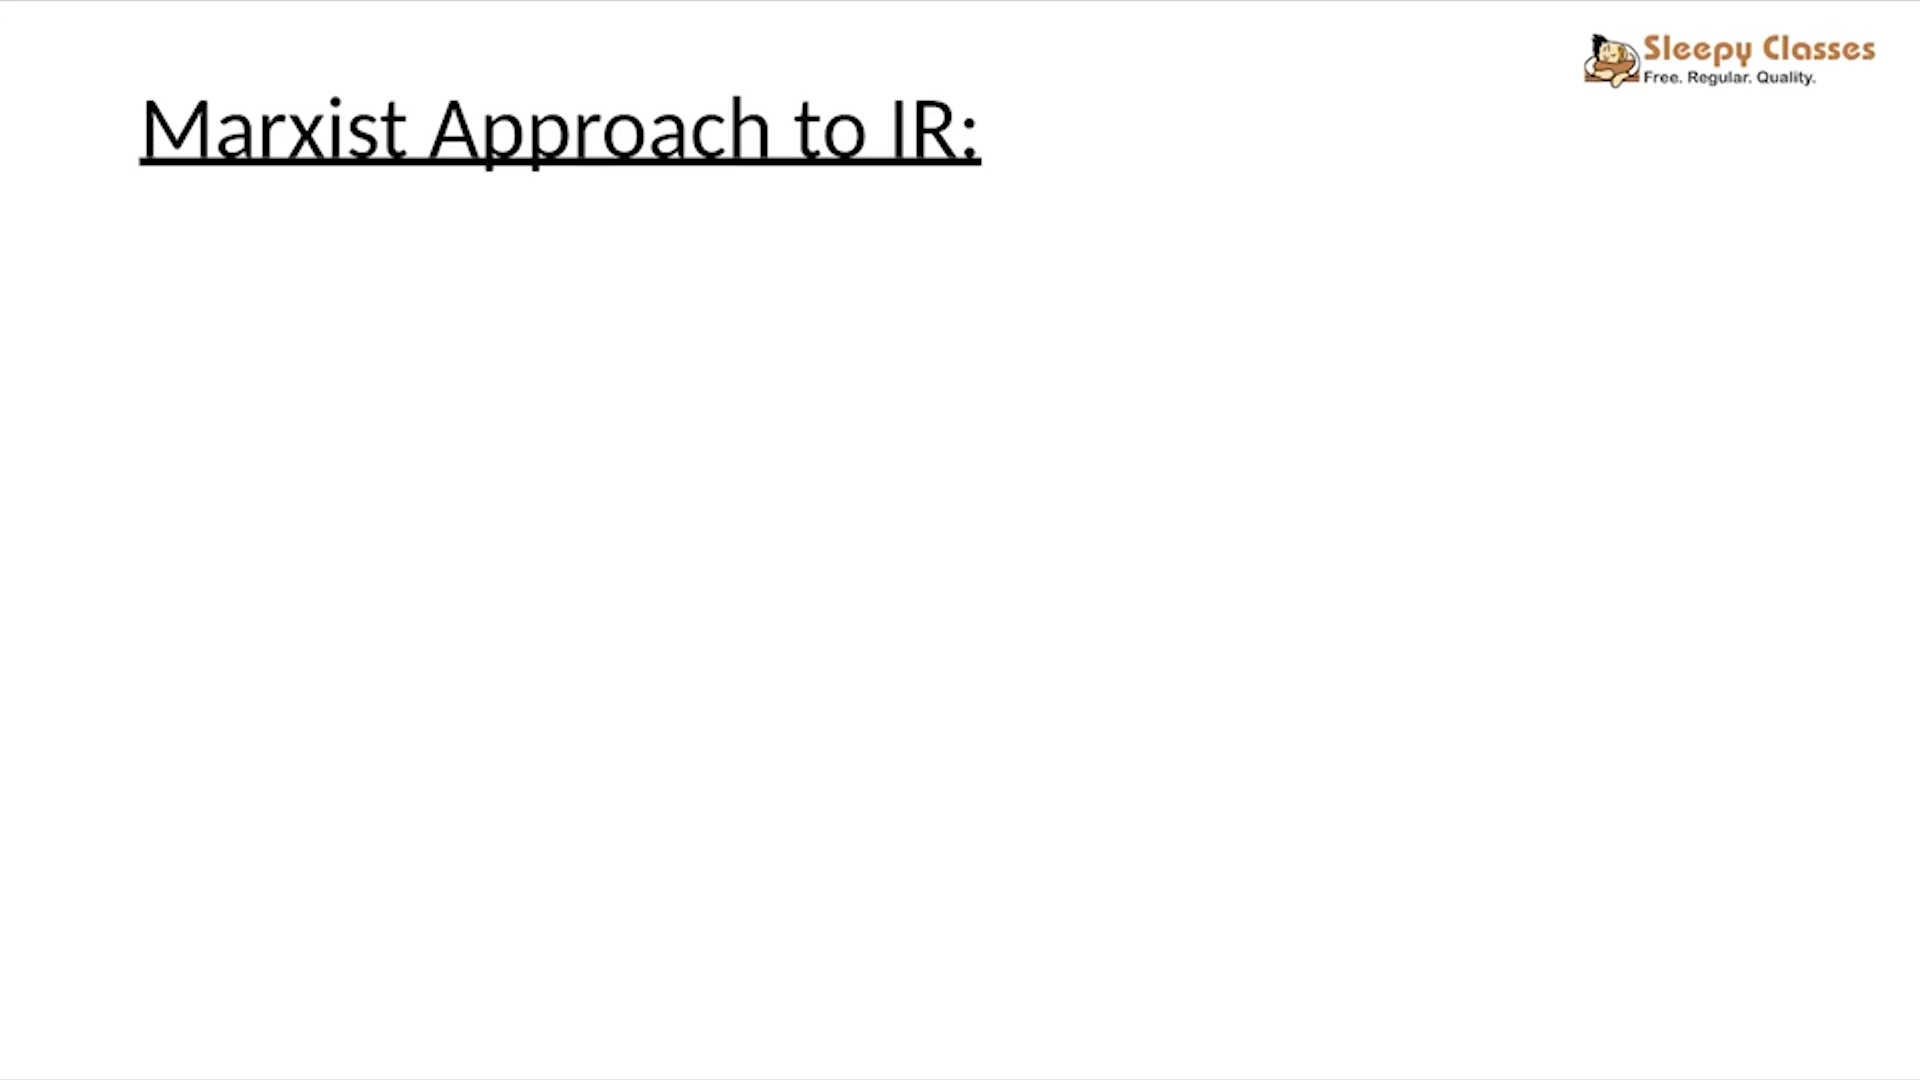 Sleepy Classes
Free. Regular. Quality.
Marxist Approach to IR: